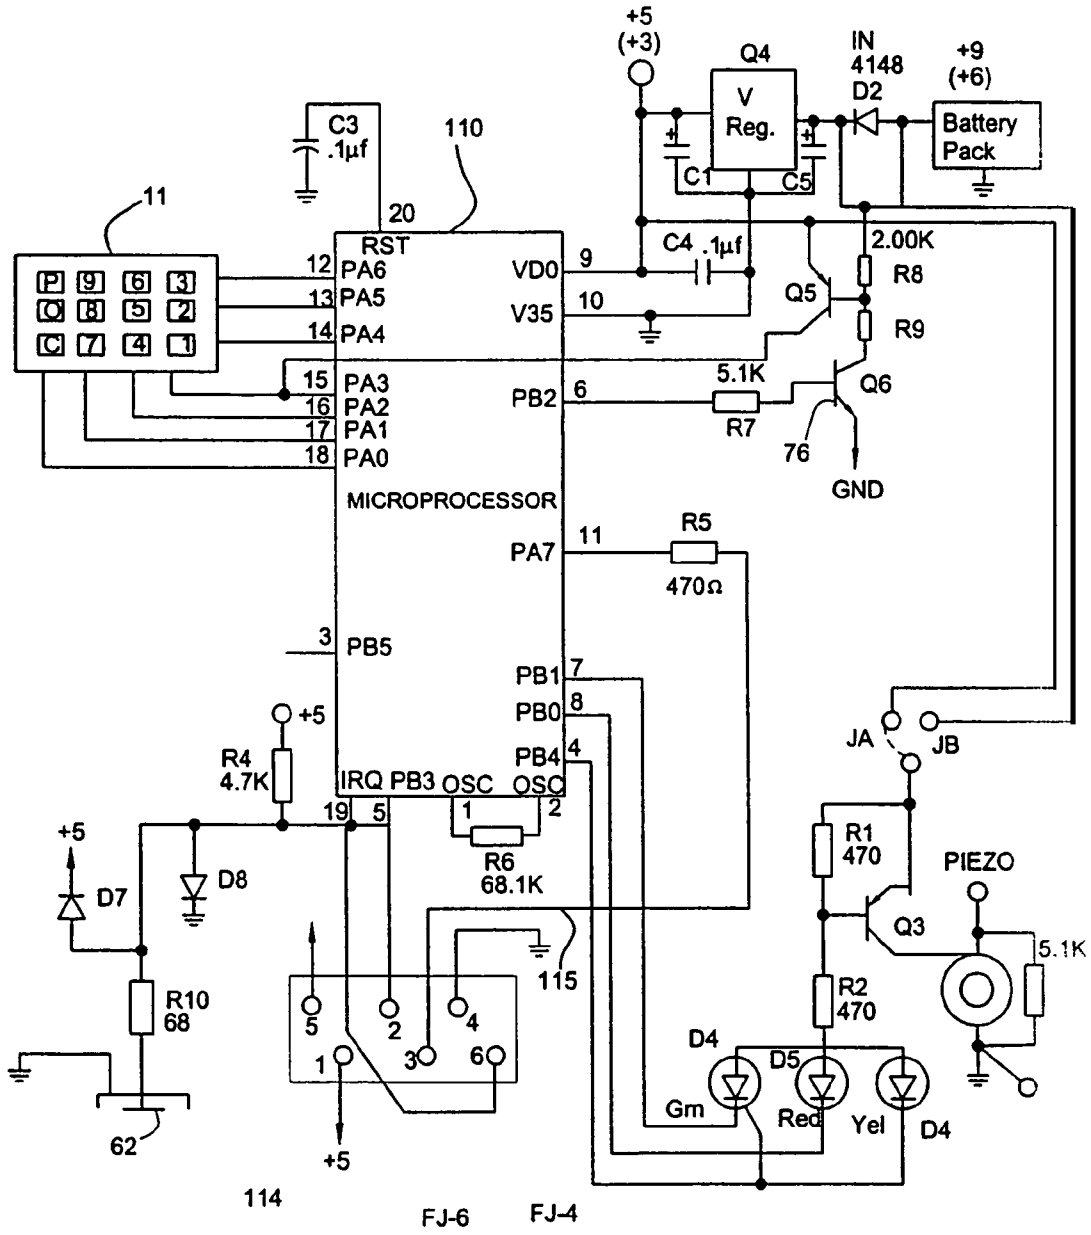 +5
(+3)
Q4
IN
4148
D2
+9
(+6)
V
Reg.
Battery
Pack
C3
.1µf
110
+
C1
+
C5
11
20
RST
12
PA6
13
PA5
14
PA4
15
PA3
16
PA2
17
PA1
18
PA0
P 9 6 3
O 8 5 2
C 7 4 1
VD0
9
C4
.1µf
V35
10
2.00K
R8
Q5
R9
5.1K
PB2
6
R7
Q6
76
GND
MICROPROCESSOR
PA7
11
R5
470Ω
3
PB5
PB1
7
PB0
8
PB4
4
+5
R4
4.7K
IRQ
PB3
OSC
OSC
19
5
1
2
R6
68.1K
JA
JB
+5
D7
D8
R1
470
PIEZO
Q3
5.1K
115
R10
68
R2
470
5
2
4
1
3
6
D4
D5
Grn
Red
Yel
D4
62
+5
114
FJ-6
FJ-4